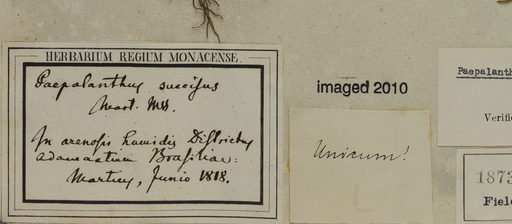 HERBARIUM REGIUM MONACENSE.
Paepalanthus succisus
Mart. Mss.
In arenosis humidis Districtus
adamantini Brasiliae:
Martius, Junio 1818.
imaged 2010
Unicum!
Paepalanth
Verifi
1873
Fiel